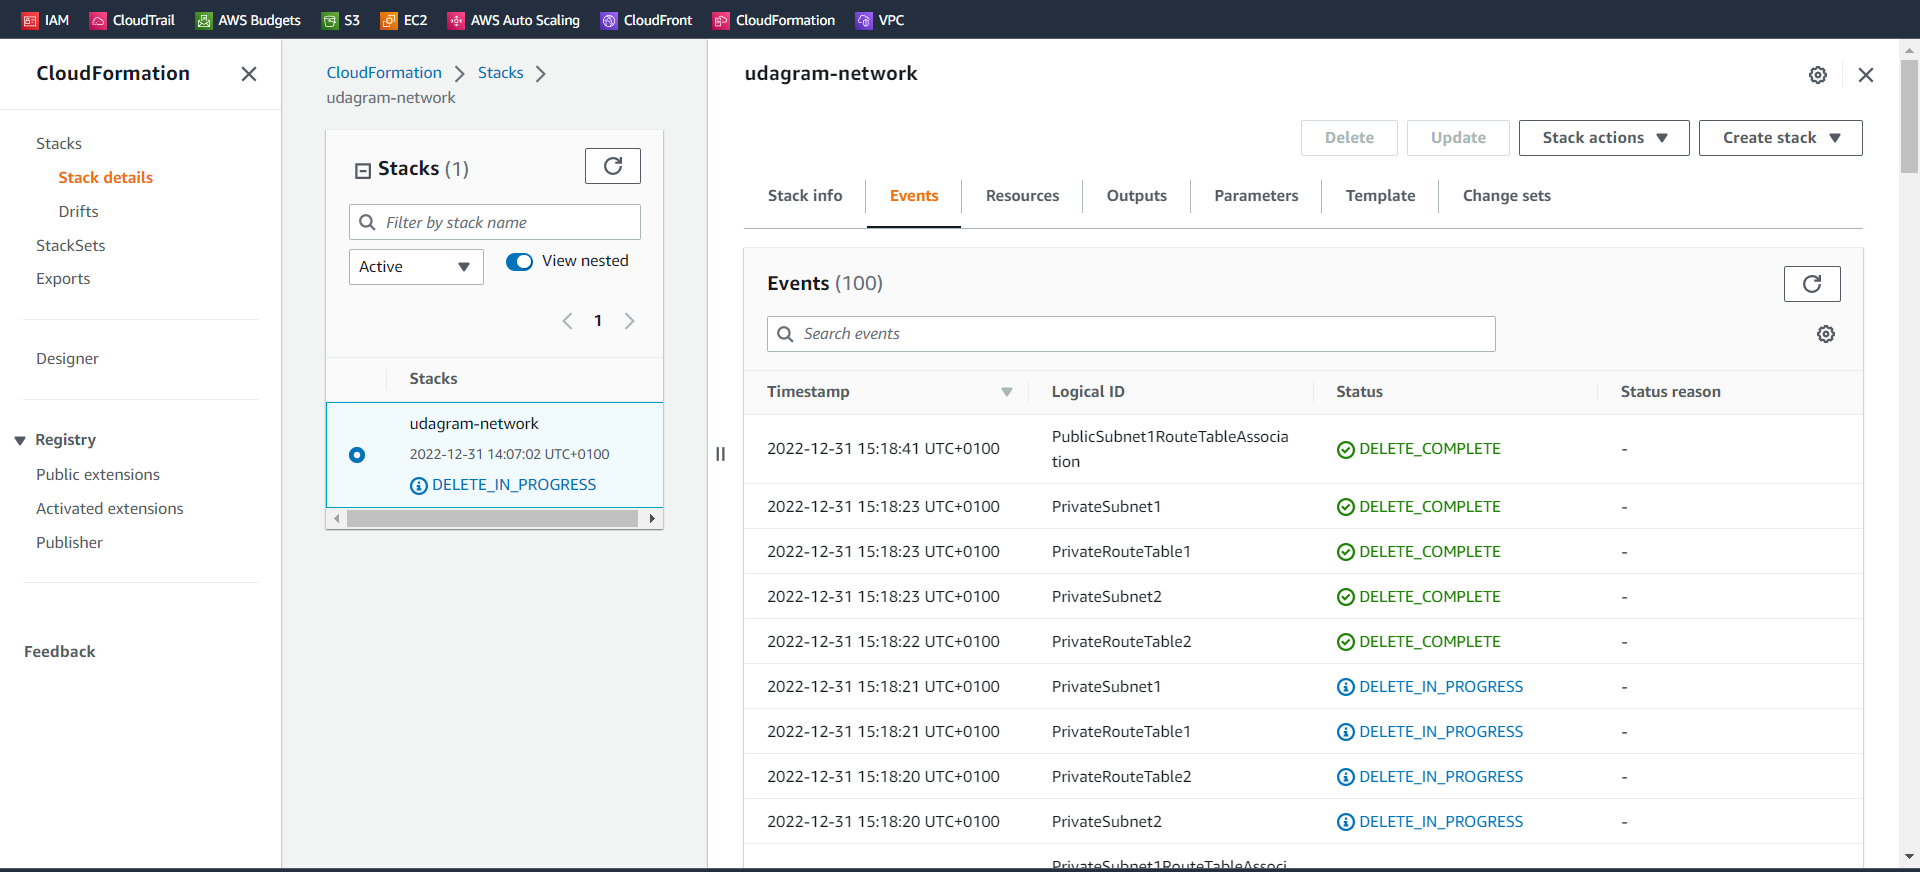 IAM CloudTrail AWS Budgets S3 EC2 AWS Auto Scaling CloudFront CloudFormation VPC
CloudFormation
Stacks
Stack details
Drifts
StackSets
Exports
Designer
Registry
Public extensions
Activated extensions
Publisher
Feedback
CloudFormation Stacks
udagram-network
Stacks (1)
Filter by stack name
Active View nested
1
Stacks
udagram-network
2022-12-31 14:07:02 UTC+0100
DELETE_IN_PROGRESS
udagram-network
Delete Update Stack actions Create stack
Stack info Events Resources Outputs Parameters Template Change sets
Events (100)
Search events
Timestamp Logical ID Status Status reason
2022-12-31 15:18:41 UTC+0100 PublicSubnet1RouteTableAssocia
tion DELETE_COMPLETE -
2022-12-31 15:18:23 UTC+0100 PrivateSubnet1 DELETE_COMPLETE -
2022-12-31 15:18:23 UTC+0100 PrivateRouteTable1 DELETE_COMPLETE -
2022-12-31 15:18:23 UTC+0100 PrivateSubnet2 DELETE_COMPLETE -
2022-12-31 15:18:22 UTC+0100 PrivateRouteTable2 DELETE_COMPLETE -
2022-12-31 15:18:21 UTC+0100 PrivateSubnet1 DELETE_IN_PROGRESS -
2022-12-31 15:18:21 UTC+0100 PrivateRouteTable1 DELETE_IN_PROGRESS -
2022-12-31 15:18:20 UTC+0100 PrivateRouteTable2 DELETE_IN_PROGRESS -
2022-12-31 15:18:20 UTC+0100 PrivateSubnet2 DELETE_IN_PROGRESS -
PrivateSubnet1RouteTableAssoci